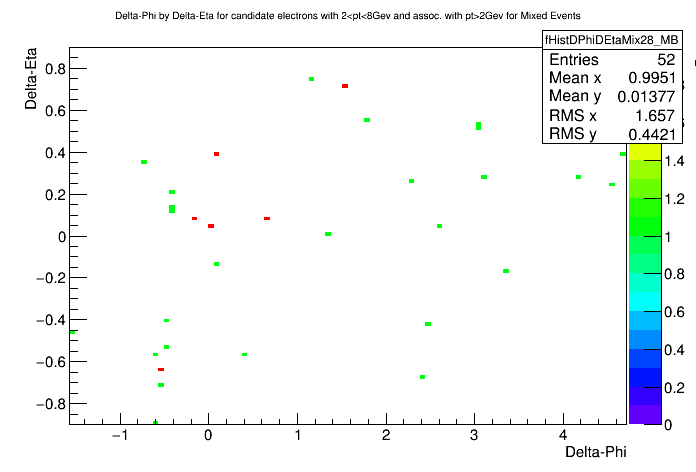 Delta-Phi by Delta-Eta for candidate electrons with 2<pt<8Gev and assoc. with pt>2Gev for Mixed Events
fHistDPhiDEtaMix28_MB
Entries 52
Mean x 0.9951
Mean y 0.01377
RMS x 1.657
RMS y 0.4421
Delta-Eta
0.8
0.6
0.4
0.2
0
−0.2
−0.4
−0.6
−0.8
1.4
1.2
1
0.8
0.6
0.4
0.2
0
−1 0 1 2 3 4
Delta-Phi